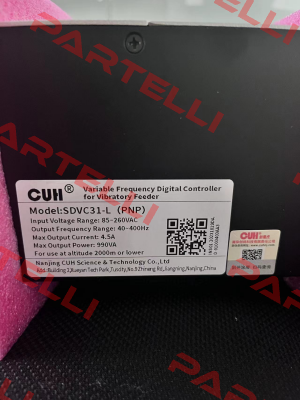 PARTELLI
CUH®
Variable Frequency Digital Controller
for Vibratory Feeder
Model:SDVC31-L (PNP)
Input Voltage Range: 85~260VAC
Output Frequency Range: 40~400Hz
Max Output Current: 4.5A
Max Output Power: 990VA
For use at altitude 2000m or lower
Nanjing CUH Science & Technology Co., Ltd
CUH